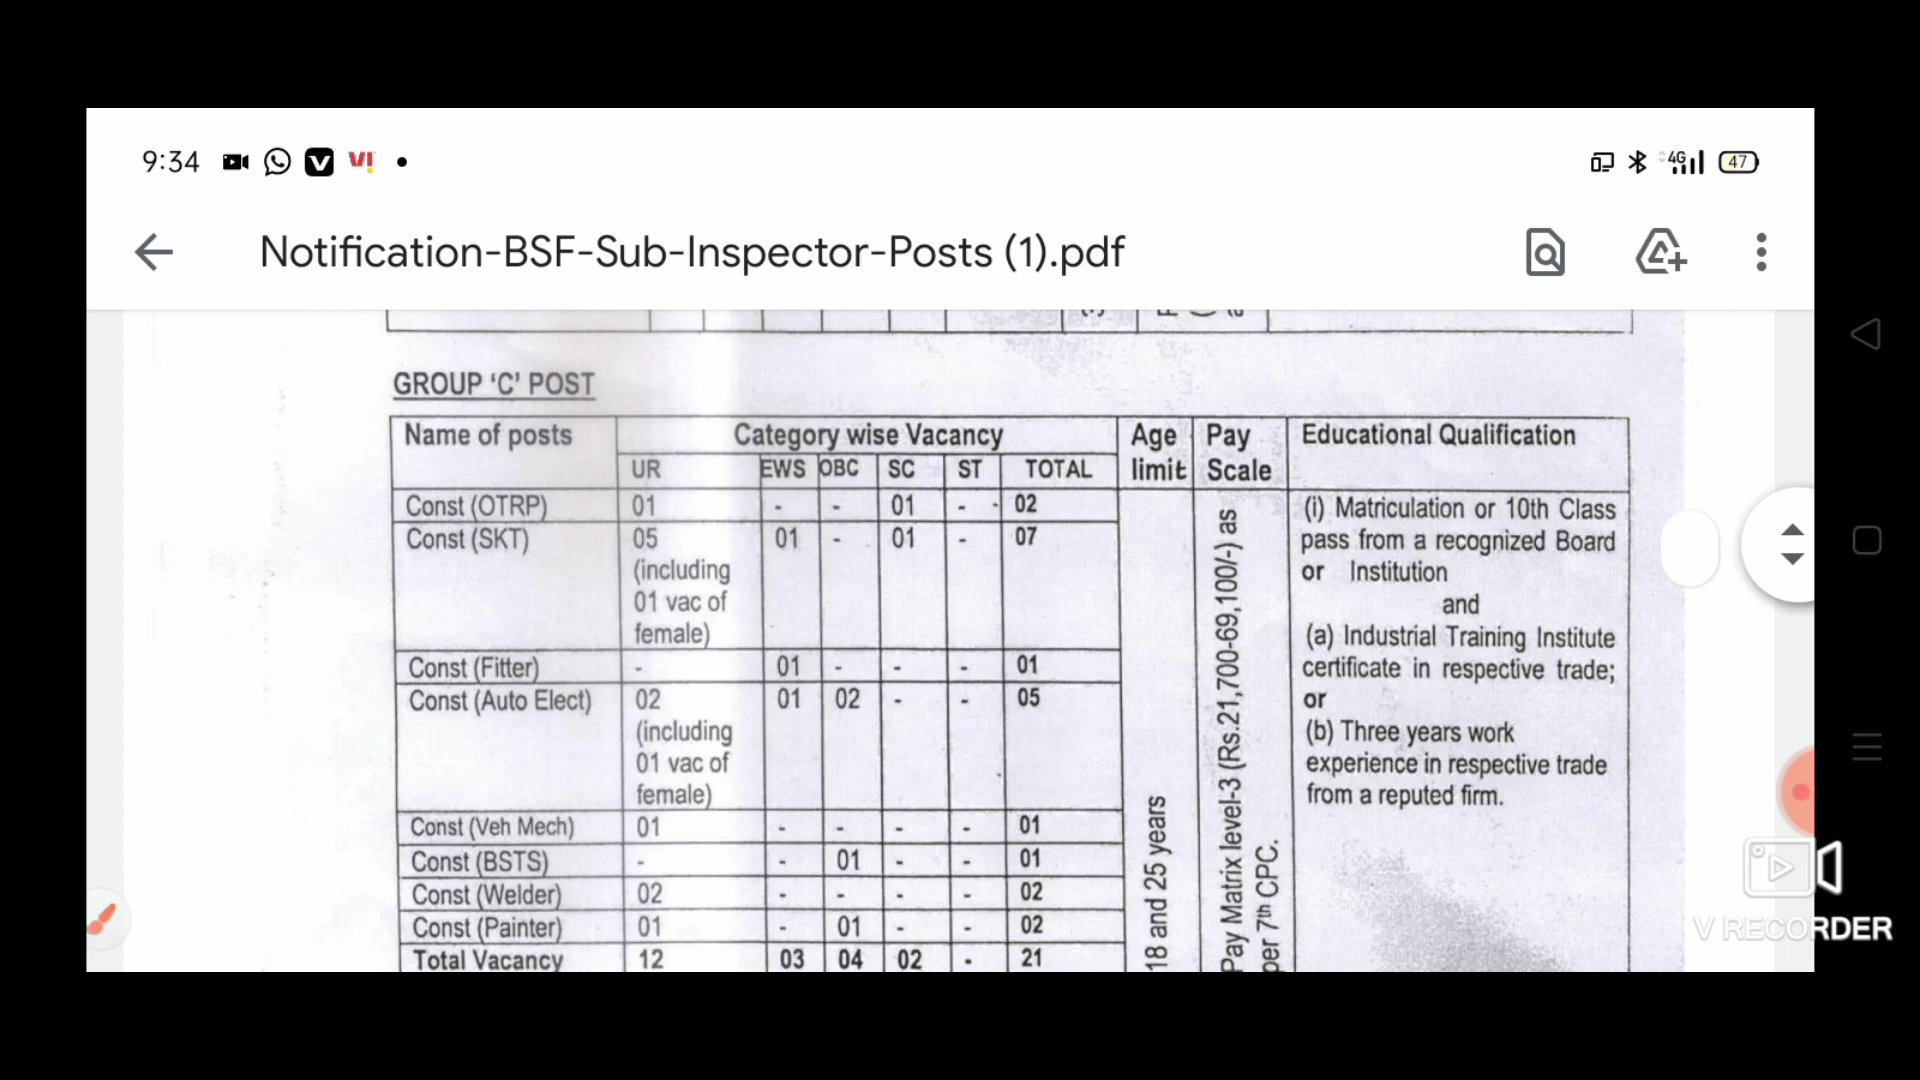 9:34
47
4G
Notification-BSF-Sub-Inspector-Posts (1).pdf
GROUP ‘C’ POST
Name of posts Category wise Vacancy Age limit Pay Scale Educational Qualification
UR EWS OBC SC ST TOTAL
Const (OTRP) 01 - - 01 - 02
Const (SKT) 05 01 - 01 - 07
(including
01 vac of
female)
Const (Fitter) - 01 - - - 01
Const (Auto Elect) 02 01 02 - - 05
(including
01 vac of
female)
Const (Veh Mech) 01 - - - - 01
Const (BSTS) - - 01 - - 01
Const (Welder) 02 - - - - 02
Const (Painter) 01 - 01 - - 02
Total Vacancy 12 03 04 02 - 21
18 and 25 years
Pay Matrix level-3 (Rs.21,700-69,100/-) as
per 7th CPC.
(i) Matriculation or 10th Class
pass from a recognized Board
or Institution
and
(a) Industrial Training Institute
certificate in respective trade;
or
(b) Three years work
experience in respective trade
from a reputed firm.
V RECORDER